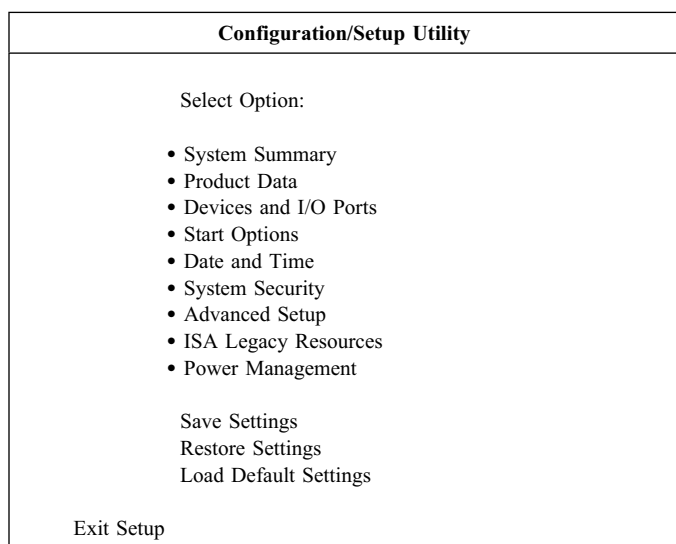 Configuration/Setup Utility
Select Option:
• System Summary
• Product Data
• Devices and I/O Ports
• Start Options
• Date and Time
• System Security
• Advanced Setup
• ISA Legacy Resources
• Power Management
Save Settings
Restore Settings
Load Default Settings
Exit Setup